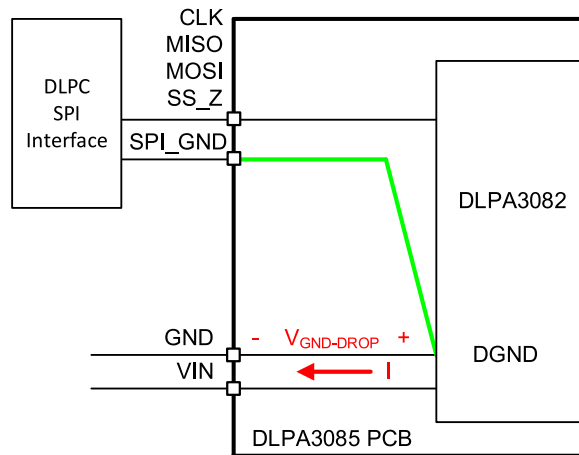 CLK
MISO
MOSI
SS_Z
DLPC
SPI
Interface
SPI_GND
DLPA3082
GND
- VGND-DROP +
DGND
VIN
I
DLPA3085 PCB